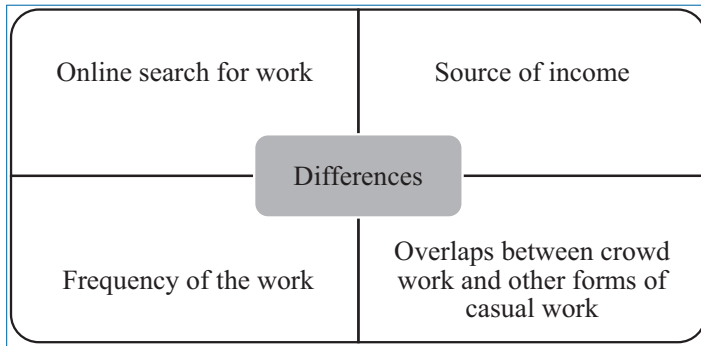 Online search for work
Source of income
Differences
Frequency of the work
Overlaps between crowd
work and other forms of
casual work